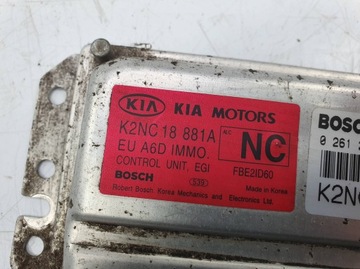 KIA KIA MOTORS
K2NC 18 881A
A/C
NC
EU A6D IMMO.
CONTROL UNIT, EGI
FBE2ID60
BOSCH
539
Made in Korea
Robert Bosch Korea Mechanics and Electronics Ltd.
BOSC
0 261
K2NC